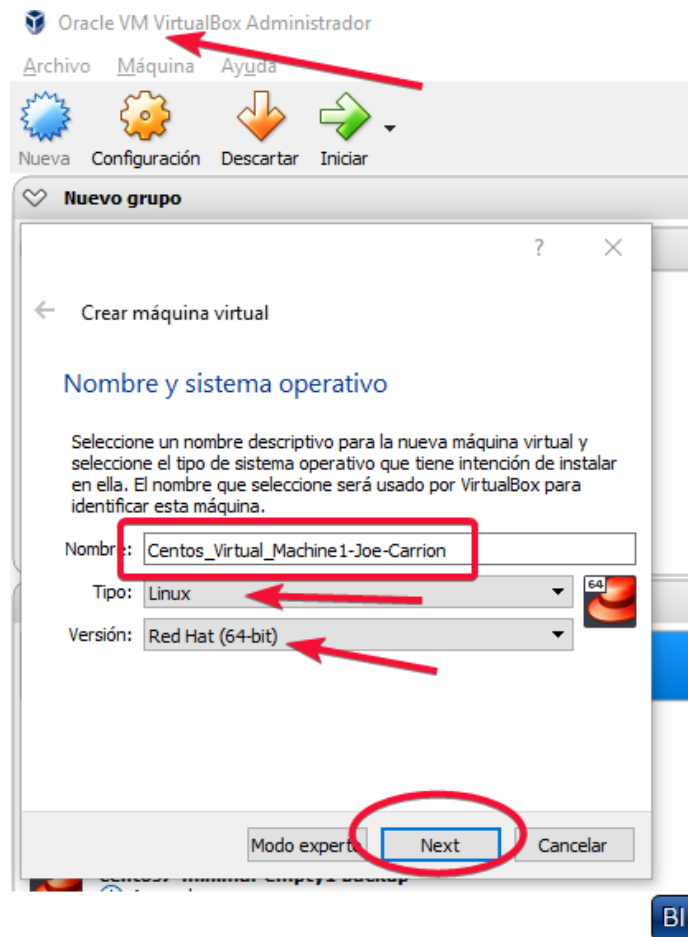 Oracle VM VirtualBox Administrador
Archivo Máquina Ayuda
Nueva Configuración Descartar Iniciar
Nuevo grupo
?
Crear máquina virtual
Nombre y sistema operativo
Seleccione un nombre descriptivo para la nueva máquina virtual y
seleccione el tipo de sistema operativo que tiene intención de instalar
en ella. El nombre que seleccione será usado por VirtualBox para
identificar esta máquina.
Nombre: Centos_Virtual_Machine1-Joe-Carrion
Tipo: Linux
64
Versión: Red Hat (64-bit)
Modo experto Next Cancelar
BI